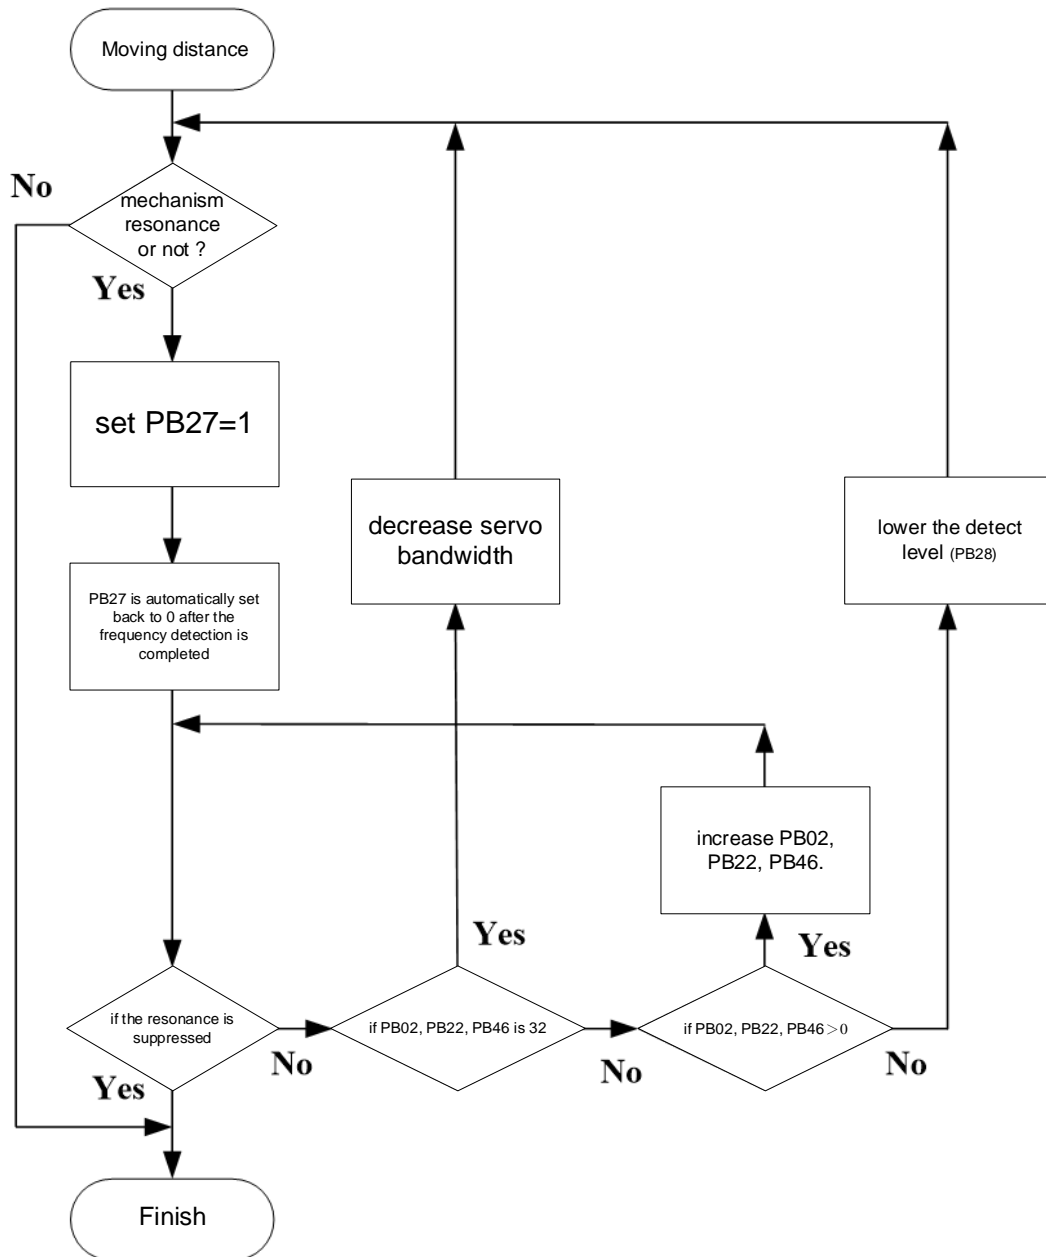 Moving distance
No
mechanism
resonance
or not ?
Yes
set PB27=1
decrease servo
bandwidth
lower the detect
level (PB28)
PB27 is automatically set
back to 0 after the
frequency detection is
completed
increase PB02,
PB22, PB46.
Yes
Yes
if the resonance is
suppressed
if PB02, PB22, PB46 is 32
if PB02, PB22, PB46>0
No
No
No
Yes
Finish